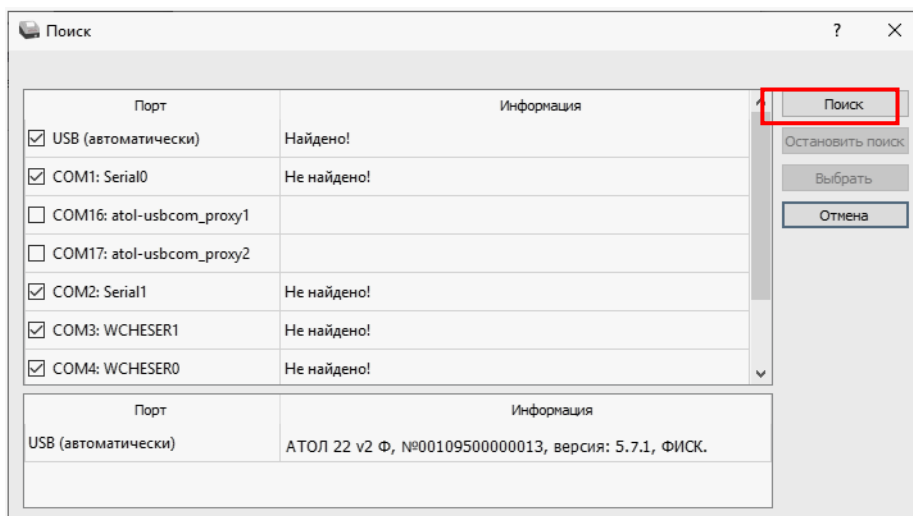 Поиск
?
Порт Информация
Поиск
USB (автоматически) Найдено!
Остановить поиск
COM1: Serial0 Не найдено!
Выбрать
COM16: atol-usbcom_proxy1
Отмена
COM17: atol-usbcom_proxy2
COM2: Serial1 Не найдено!
COM3: WCHESER1 Не найдено!
COM4: WCHESER0 Не найдено!
Порт Информация
USB (автоматически) АТОЛ 22 v2 Ф, №00109500000013, версия: 5.7.1, ФИСК.